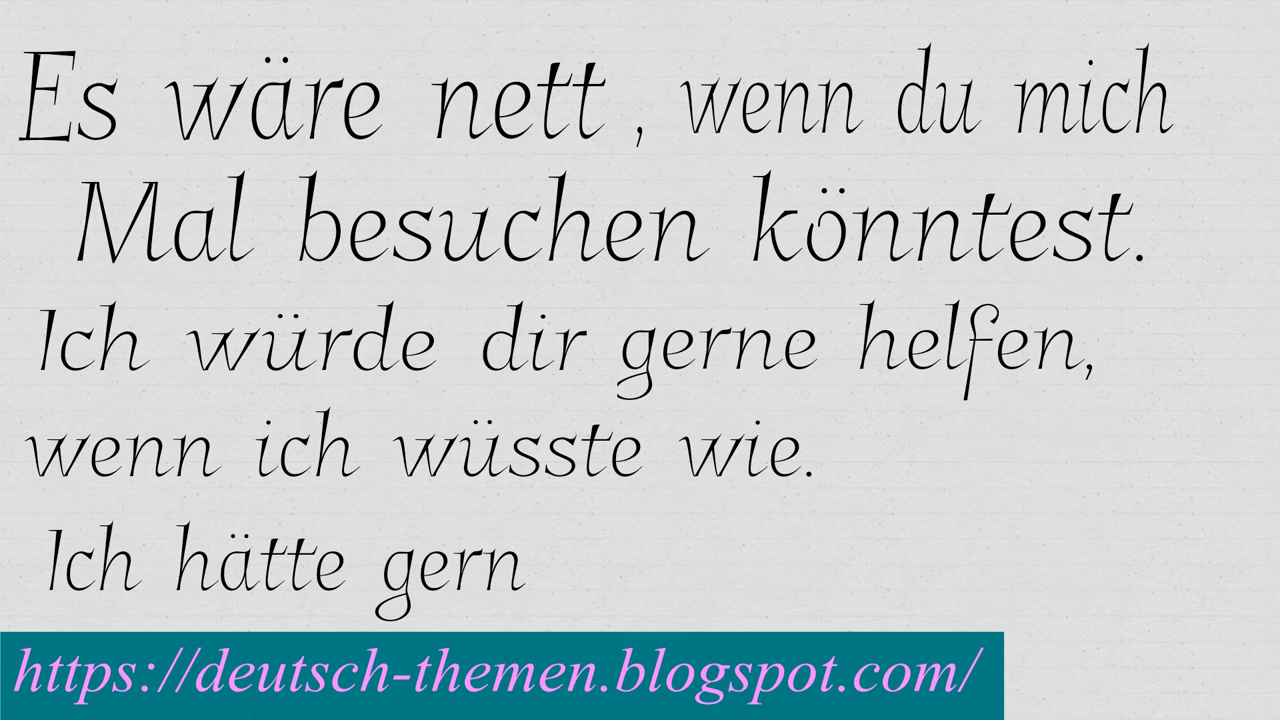 Es wäre nett , wenn du mich
Mal besuchen könntest.
Ich würde dir gerne helfen,
wenn ich wüsste wie.
Ich hätte gern
https://deutsch-themen.blogspot.com/